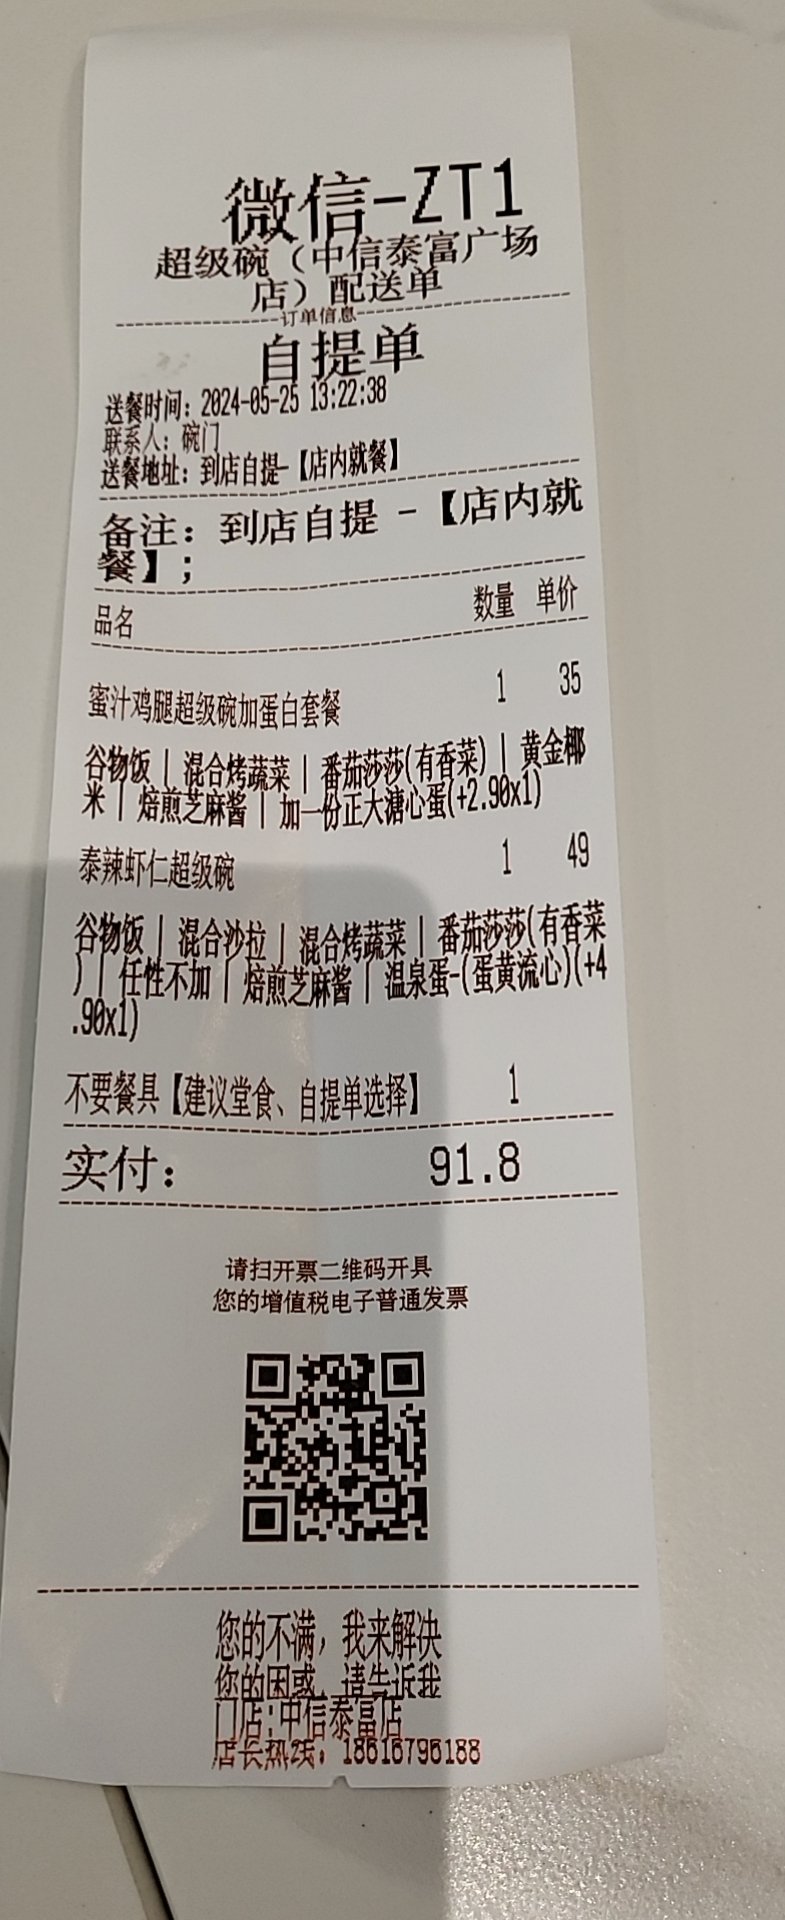 微信-ZT1
超级碗（中信泰富广场
店）配送单
订单信息
自提单
送餐时间：2024-05-25 13:22:38
联系人：碗门
送餐地址：到店自提-【店内就餐】
备注：到店自提 -【店内就
餐】；
品名 数量 单价
蜜汁鸡腿超级碗加蛋白套餐 1 35
谷物饭 | 混合烤蔬菜 | 番茄莎莎(有香菜) | 黄金椰
米 | 焙煎芝麻酱 | 加一份正大溏心蛋(+2.90x1)
泰辣虾仁超级碗 1 49
谷物饭 | 混合沙拉 | 混合烤蔬菜 | 番茄莎莎(有香菜
) | 任性不加 | 焙煎芝麻酱 | 温泉蛋-(蛋黄流心)(+4
.90x1)
不要餐具【建议堂食、自提单选择】 1
实付： 91.8
请扫开票二维码开具
您的增值税电子普通发票
您的不满，我来解决
您的困惑，请告诉我
门店:中信泰富店
店长热线：18616796188